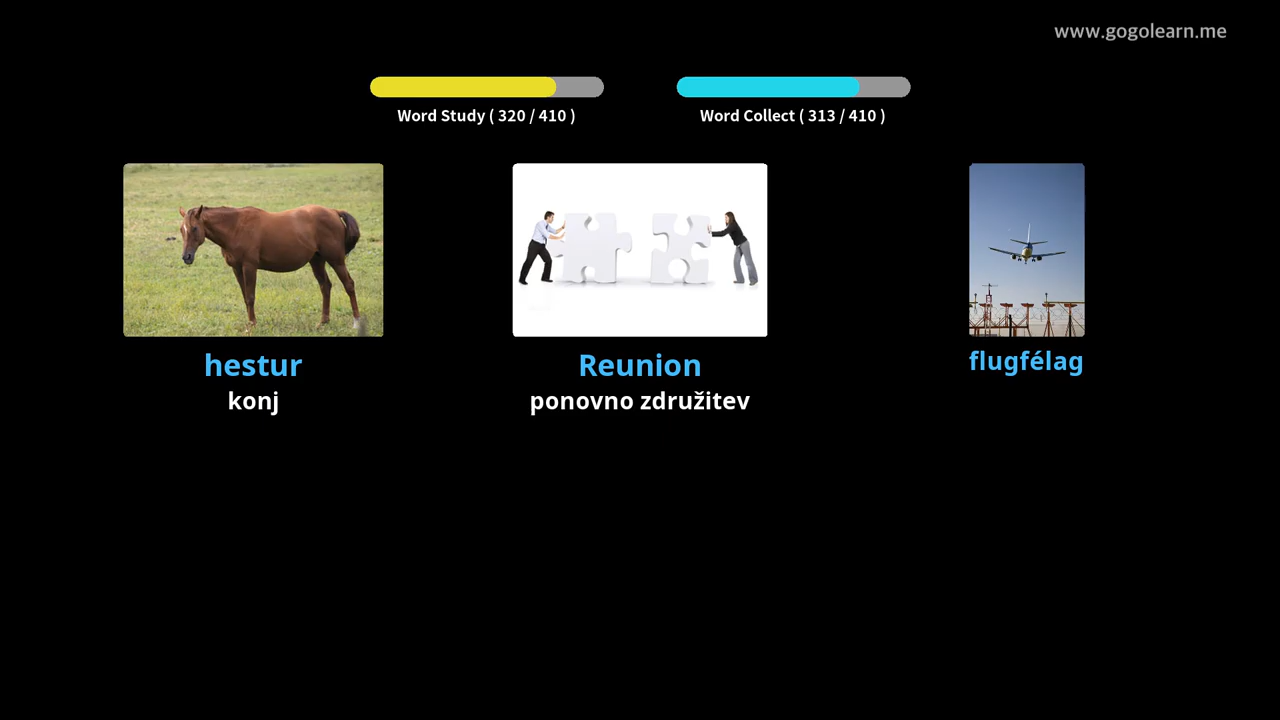 www.gogolearn.me
Word Study ( 320 / 410 )
Word Collect ( 313 / 410 )
hestur
konj
Reunion
ponovno združitev
flugfélag